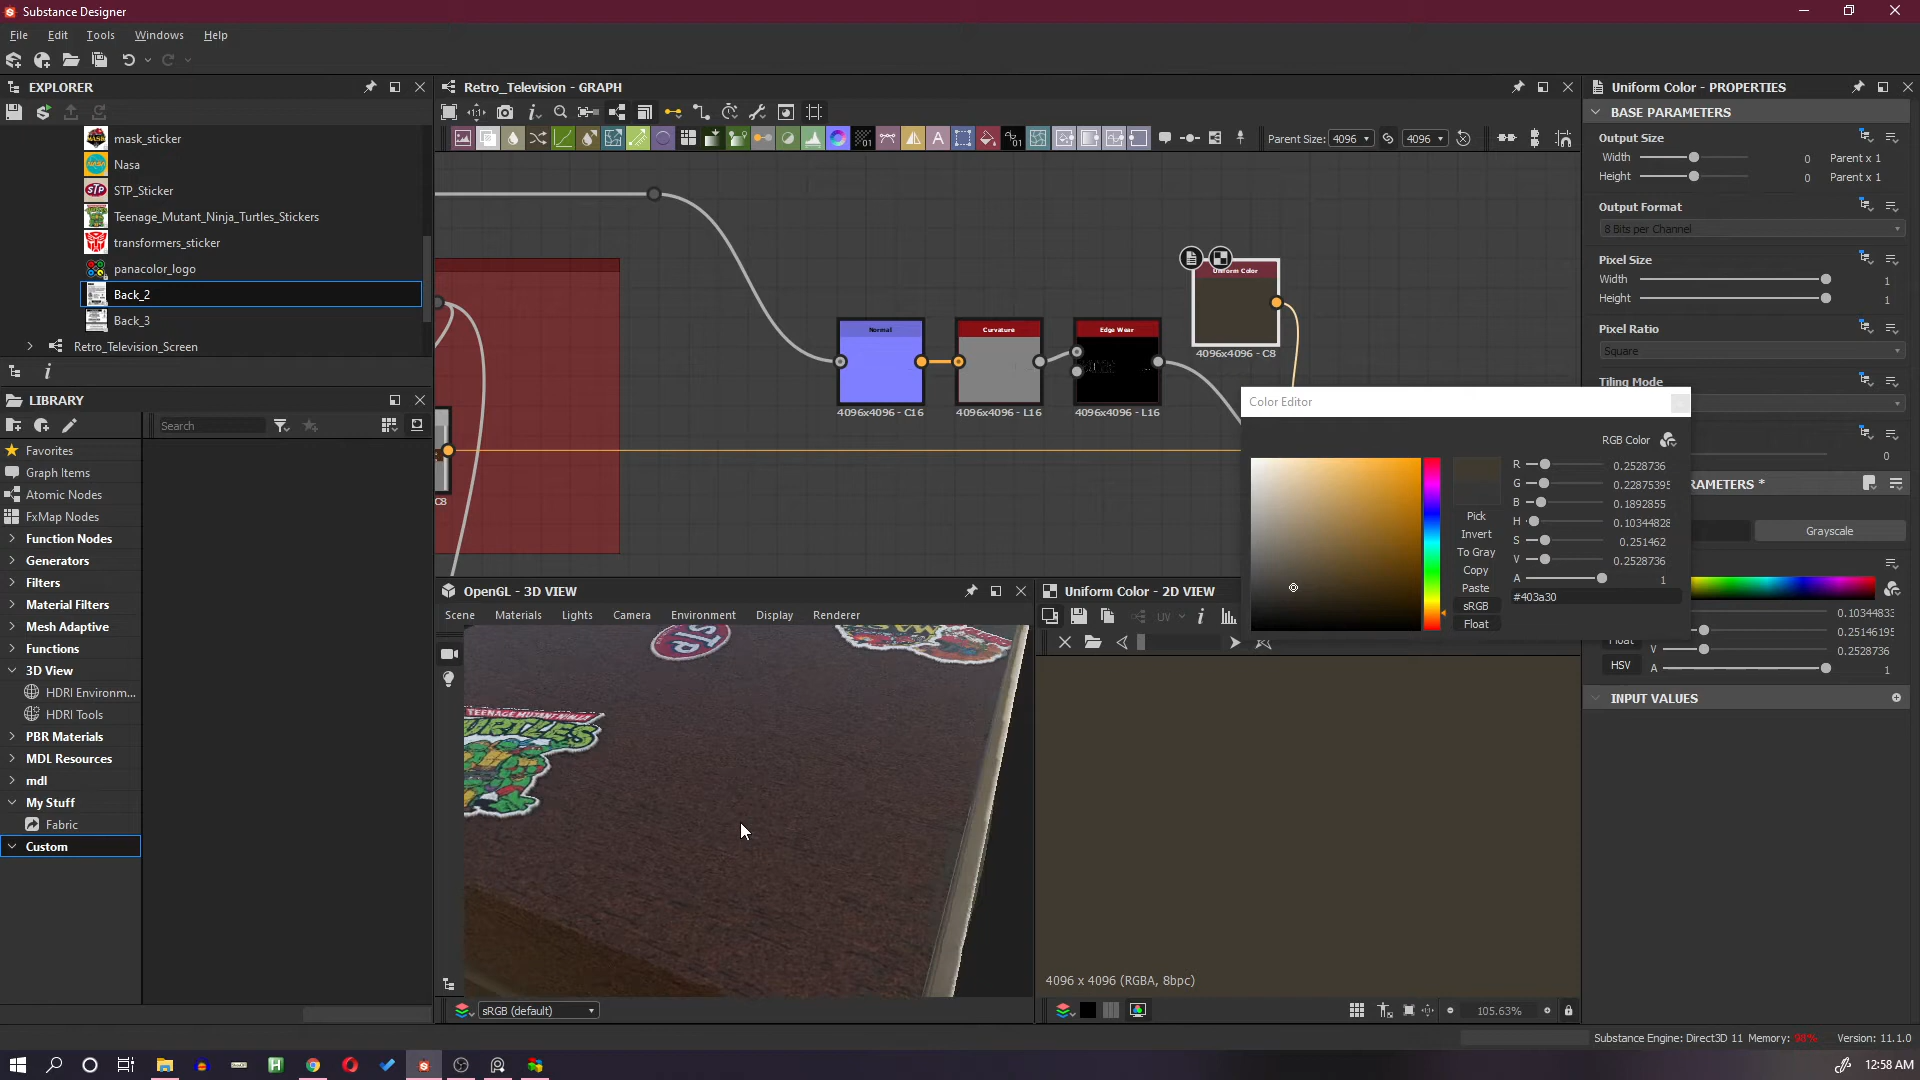 Substance Designer
File Edit Tools Windows Help
EXPLORER
mask_sticker
Nasa
STP_Sticker
Teenage_Mutant_Ninja_Turtles_Stickers
transformers_sticker
panacolor_logo
Back_2
Back_3
Retro_Television_Screen
LIBRARY
Search
Favorites
Graph Items
Atomic Nodes
FxMap Nodes
Function Nodes
Generators
Filters
Material Filters
Mesh Adaptive
Functions
3D View
HDRI Environm...
HDRI Tools
PBR Materials
MDL Resources
mdl
My Stuff
Fabric
Custom
Retro_Television - GRAPH
Parent Size: 4096 4096
Uniform Color
4096x4096 - C8
Normal
4096x4096 - C16
Curvature
4096x4096 - L16
Edge Wear
4096x4096 - L16
C8
Color Editor
RGB Color
R 0.2528736
G 0.22875395
B 0.1892855
H 0.10344828
S 0.251462
V 0.2528736
A 1
#403a30
Pick
Invert
To Gray
Copy
Paste
sRGB
Float
OpenGL - 3D VIEW
Scene Materials Lights Camera Environment Display Renderer
STP
TEENAGE MUTANT NINJA
TURTLES
sRGB (default)
Uniform Color - 2D VIEW
UV
4096 x 4096 (RGBA, 8bpc)
105.63%
Uniform Color - PROPERTIES
BASE PARAMETERS
Output Size
Width 0 Parent x 1
Height 0 Parent x 1
Output Format
8 Bits per Channel
Pixel Size
Width 1
Height 1
Pixel Ratio
Square
Tiling Mode
0
RAMETERS *
Grayscale
0.10344833
0.25146195
V 0.2528736
HSV A 1
INPUT VALUES
Substance Engine: Direct3D 11 Memory: 98% Version: 11.1.0
12:58 AM